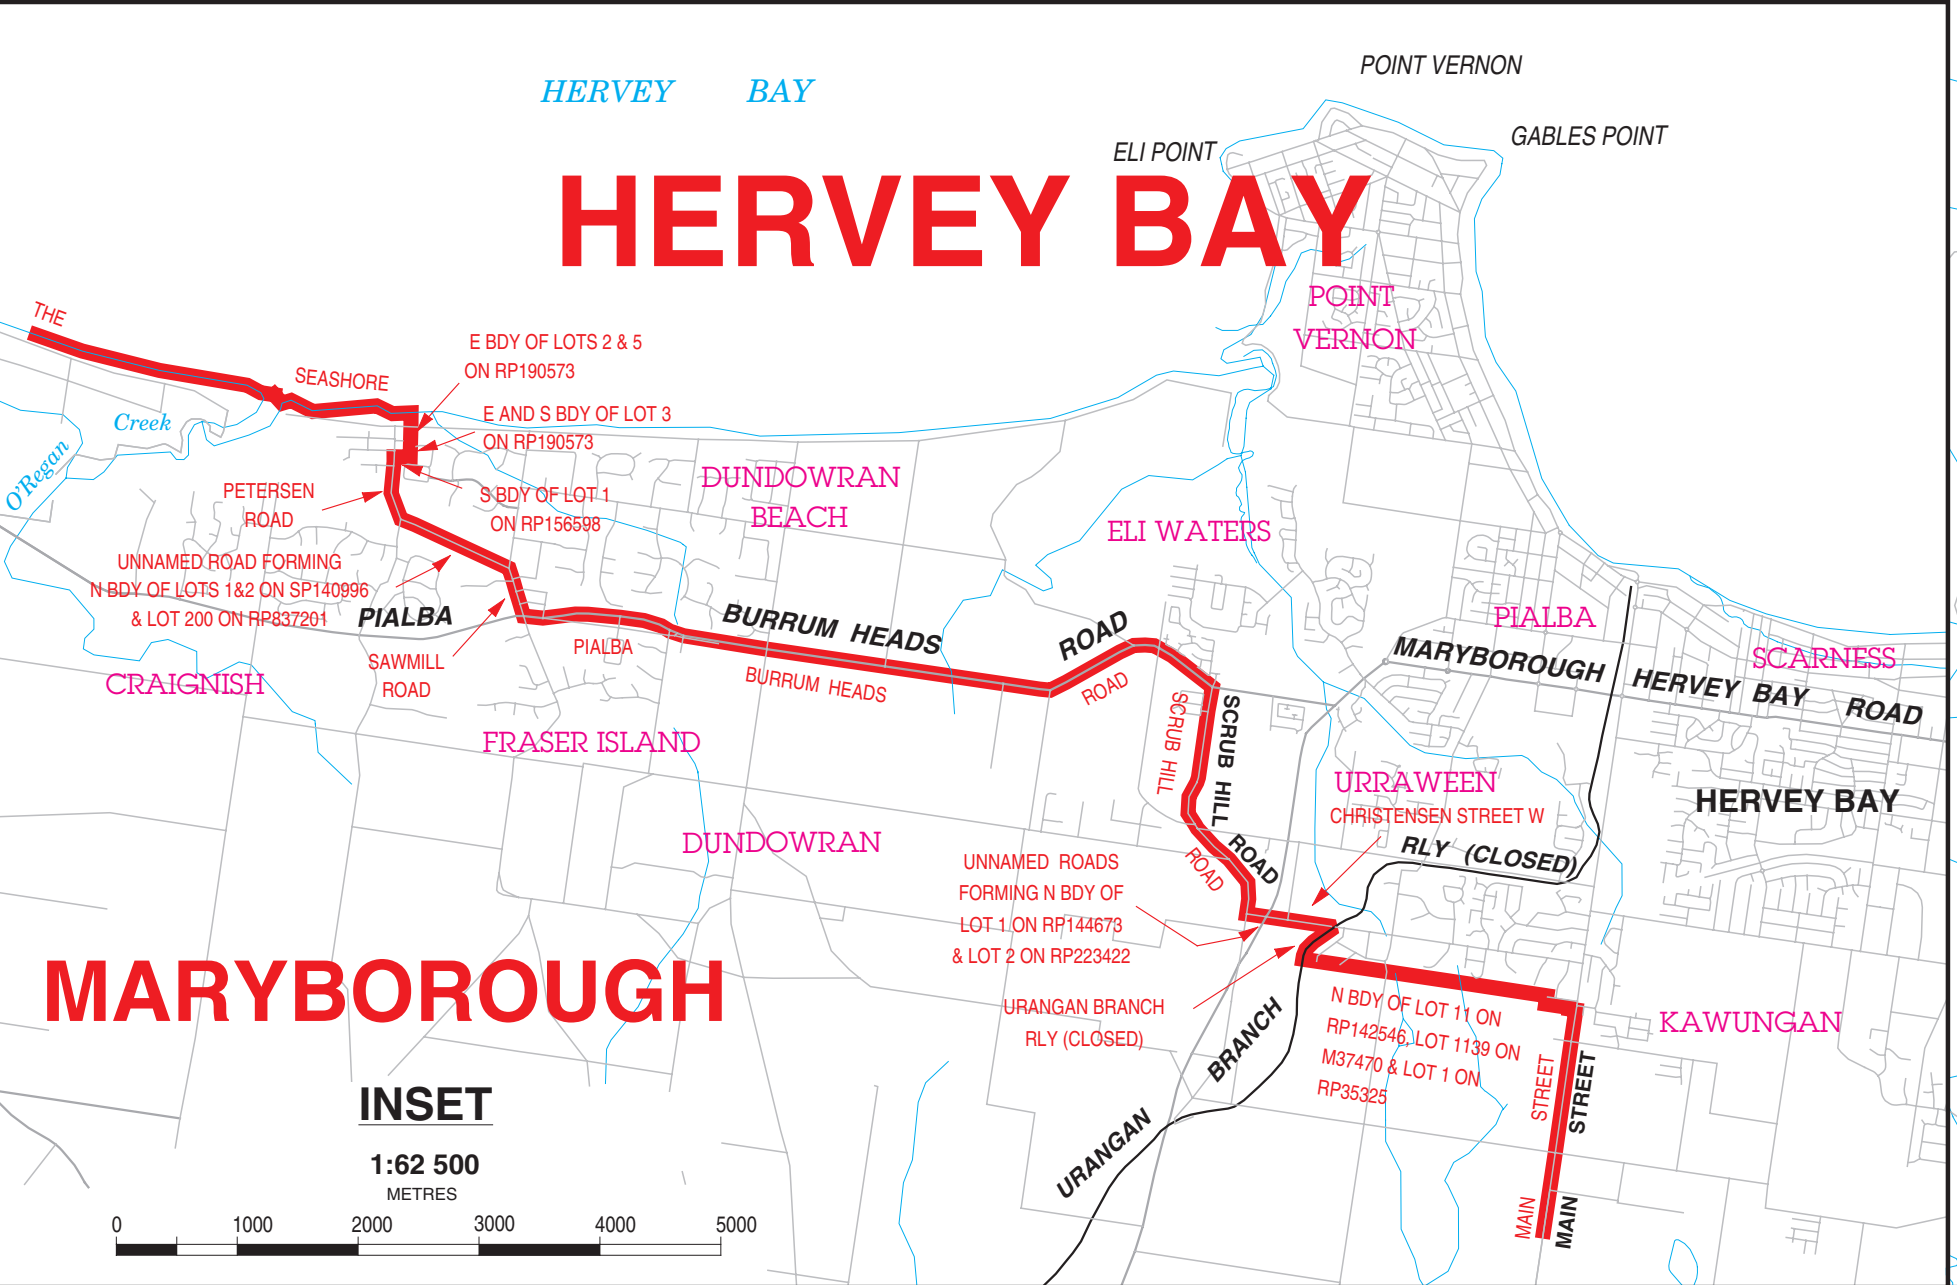 POINT VERNON
HERVEY BAY
GABLES POINT
ELI POINT
HERVEY BAY
POINT
VERNON
THE
SEASHORE
E BDY OF LOTS 2 & 5
ON RP190573
E AND S BDY OF LOT 3
ON RP190573
Creek
O'Regan
DUNDOWRAN
BEACH
PETERSEN
ROAD
S BDY OF LOT 1
ON RP156598
ELI WATERS
UNNAMED ROAD FORMING
N BDY OF LOTS 1&2 ON SP140996
& LOT 200 ON RP837201
PIALBA
BURRUM HEADS
ROAD
PIALBA
SAWMILL
ROAD
PIALBA
BURRUM HEADS
ROAD
MARYBOROUGH HERVEY BAY ROAD
SCARNESS
CRAIGNISH
FRASER ISLAND
SCRUB HILL
ROAD
SCRUB HILL
ROAD
URRAWEEN
CHRISTENSEN STREET W
HERVEY BAY
DUNDOWRAN
RLY (CLOSED)
UNNAMED ROADS
FORMING N BDY OF
LOT 1 ON RP144673
& LOT 2 ON RP223422
MARYBOROUGH
URANGAN BRANCH
RLY (CLOSED)
N BDY OF LOT 11 ON
RP142546, LOT 1139 ON
M37470 & LOT 1 ON
RP35325
KAWUNGAN
BRANCH
URANGAN
STREET
STREET
MAIN
MAIN
INSET
1:62 500
METRES
0 1000 2000 3000 4000 5000